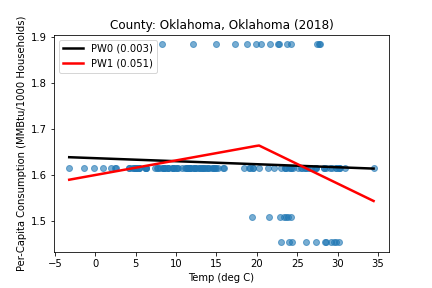 County: Oklahoma, Oklahoma (2018)
PW0 (0.003)
PW1 (0.051)
Per-Capita Consumption (MMBtu/1000 Households)
1.9
1.8
1.7
1.6
1.5
−5 0 5 10 15 20 25 30 35
Temp (deg C)